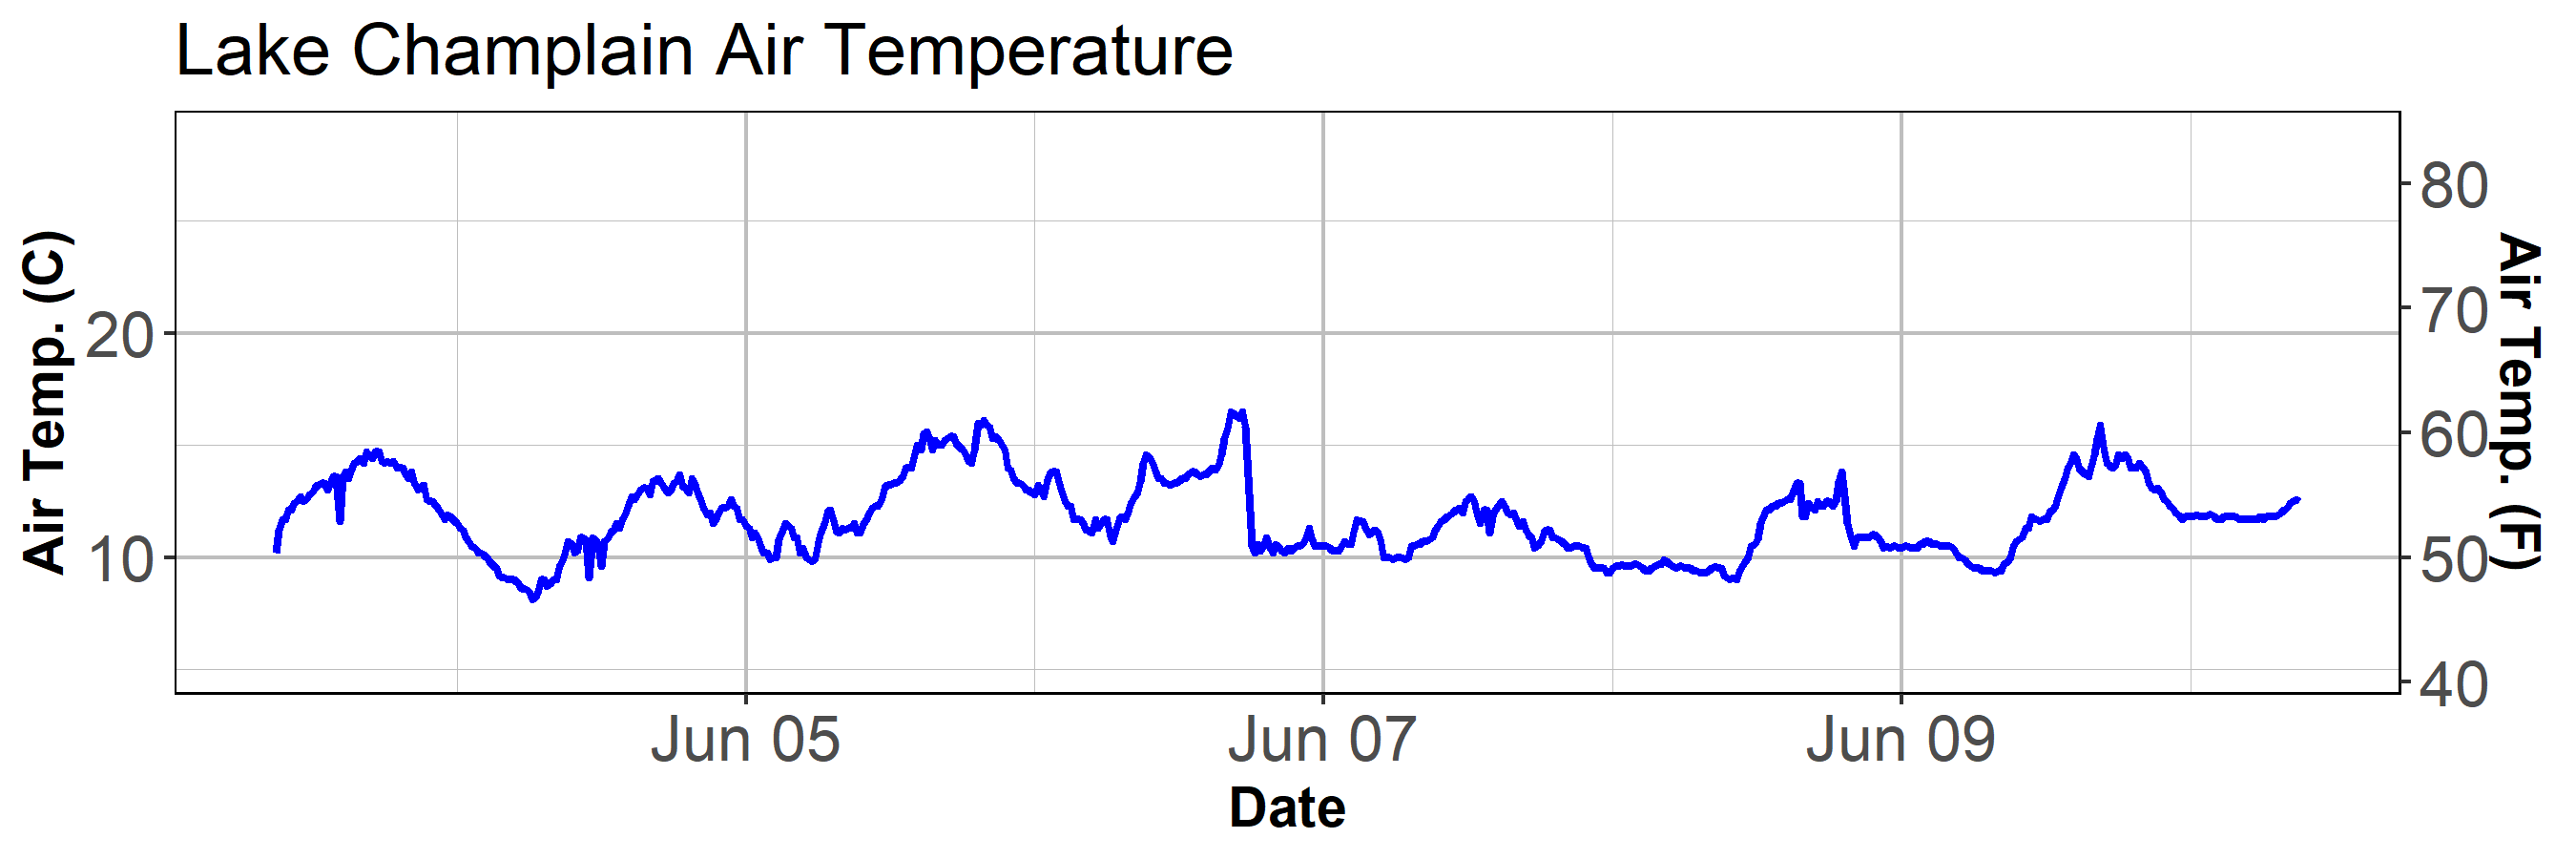 Lake Champlain Air Temperature
Air Temp. (C)
20
10
80
70
60
50
40
Air Temp. (F)
Jun 05
Jun 07
Jun 09
Date